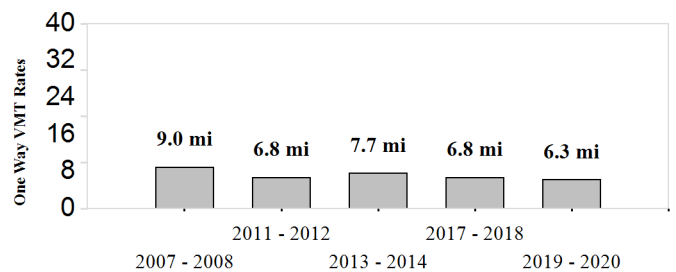 One Way VMT Rates
40
32
24
16
8
0
9.0 mi
6.8 mi
7.7 mi
6.8 mi
6.3 mi
2011 - 2012
2017 - 2018
2007 - 2008
2013 - 2014
2019 - 2020